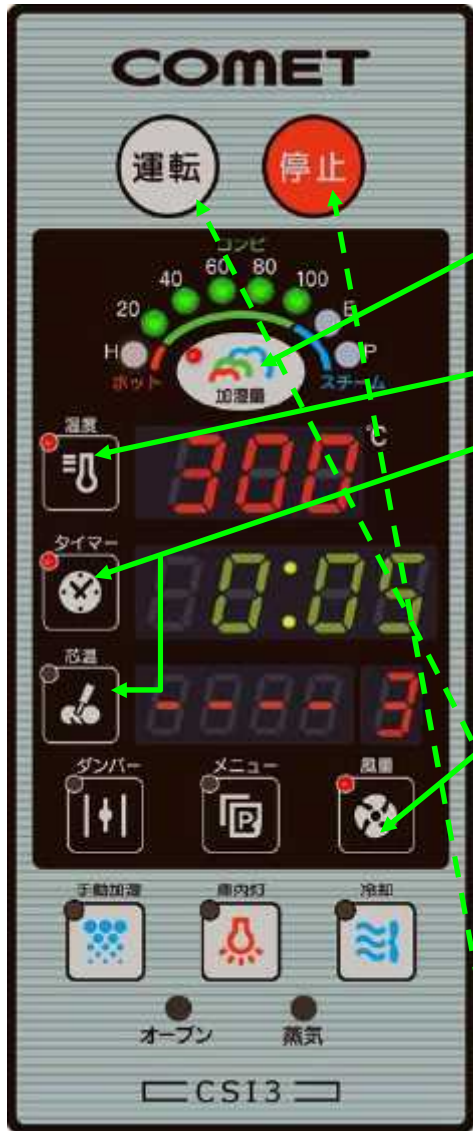 COMET
運転 停止
コンビ
20 40 60 80 100 E
H P
ホット スチーム
加湿量
温度
300 ℃
タイマー
0:05
芯温
---- 3
ダンパー メニュー 風量
P
手動加湿 庫内灯 冷却
オーブン 蒸気
CSI3